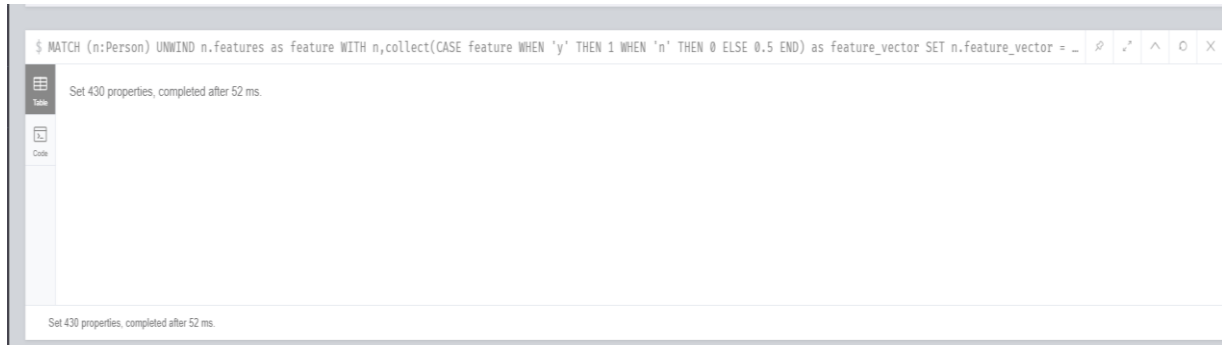 $ MATCH (n:Person) UNWIND n.features as feature WITH n,collect(CASE feature WHEN 'y' THEN 1 WHEN 'n' THEN 0 ELSE 0.5 END) as feature_vector SET n.feature_vector = …
Set 430 properties, completed after 52 ms.
Table
Code
Set 430 properties, completed after 52 ms.